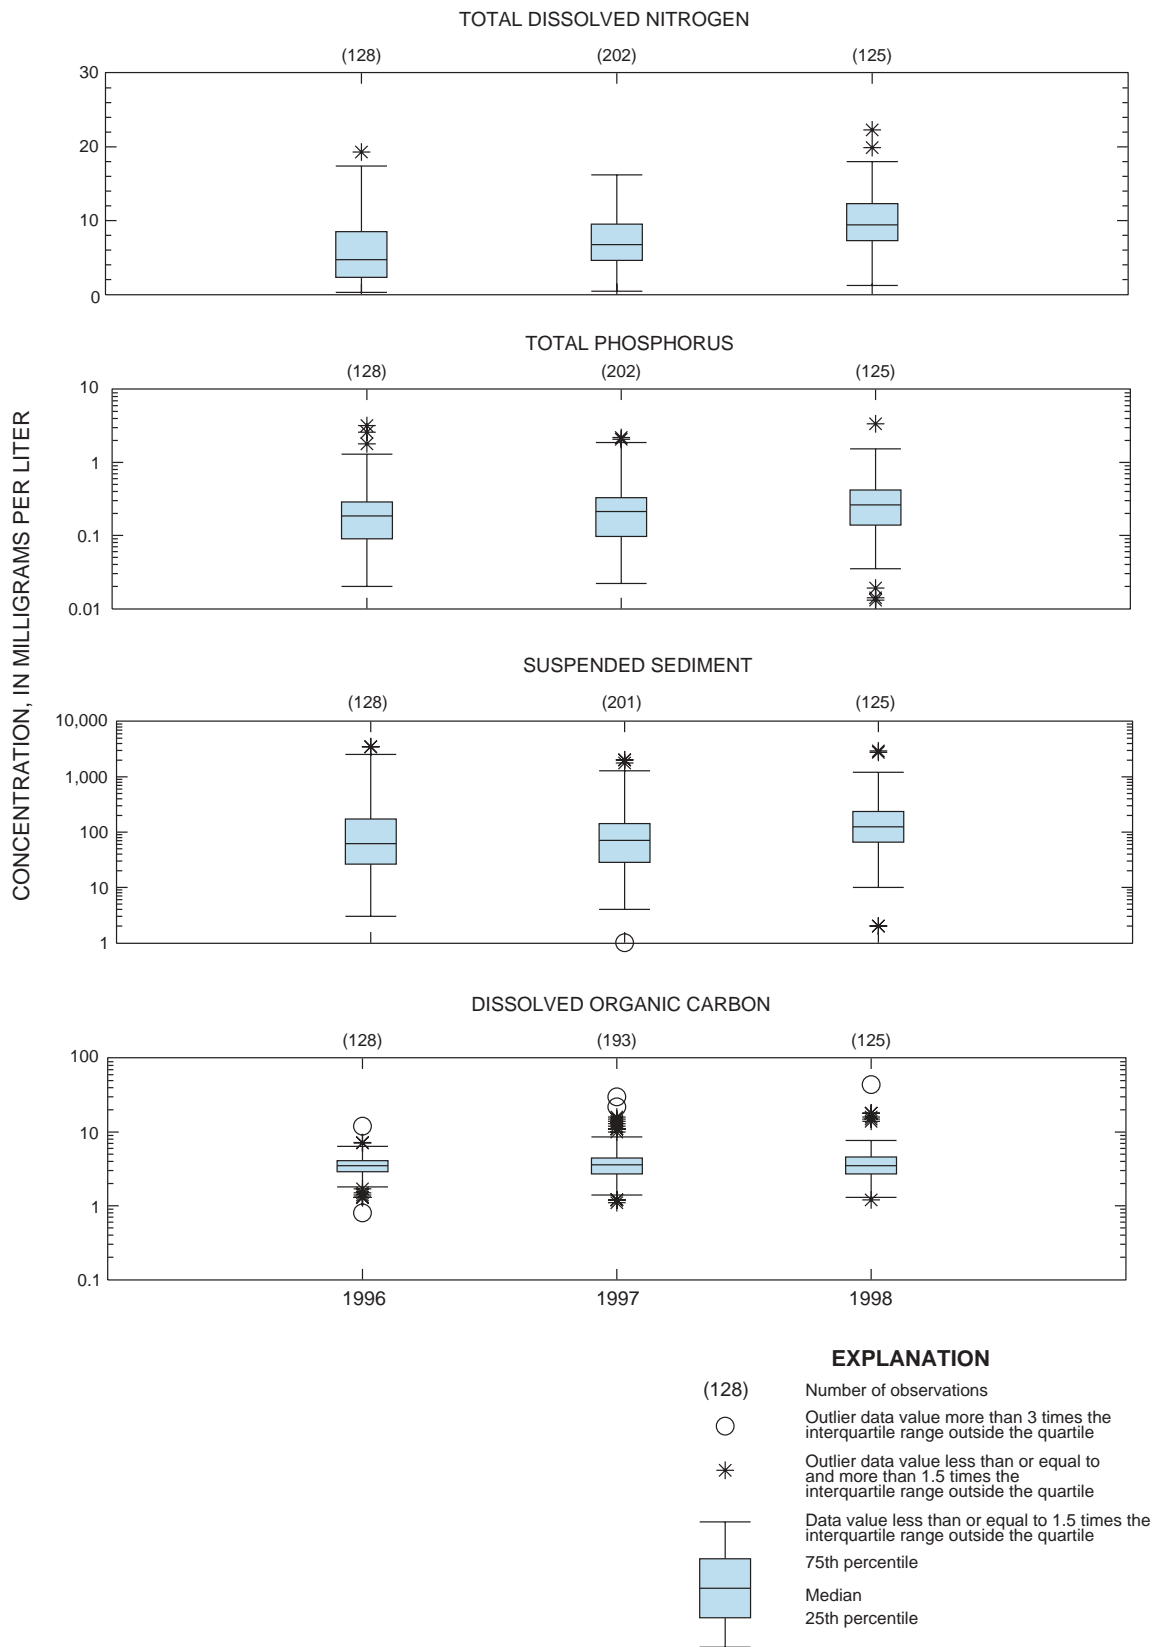 TOTAL DISSOLVED NITROGEN
(128) (202) (125)
30
20
10
0
TOTAL PHOSPHORUS
(128) (202) (125)
10
1
0.1
0.01
CONCENTRATION, IN MILLIGRAMS PER LITER
SUSPENDED SEDIMENT
(128) (201) (125)
10,000
1,000
100
10
1
DISSOLVED ORGANIC CARBON
(128) (193) (125)
100
10
1
0.1
1996 1997 1998
EXPLANATION
(128) Number of observations
Outlier data value more than 3 times the
interquartile range outside the quartile
Outlier data value less than or equal to
and more than 1.5 times the
interquartile range outside the quartile
Data value less than or equal to 1.5 times the
interquartile range outside the quartile
75th percentile
Median
25th percentile